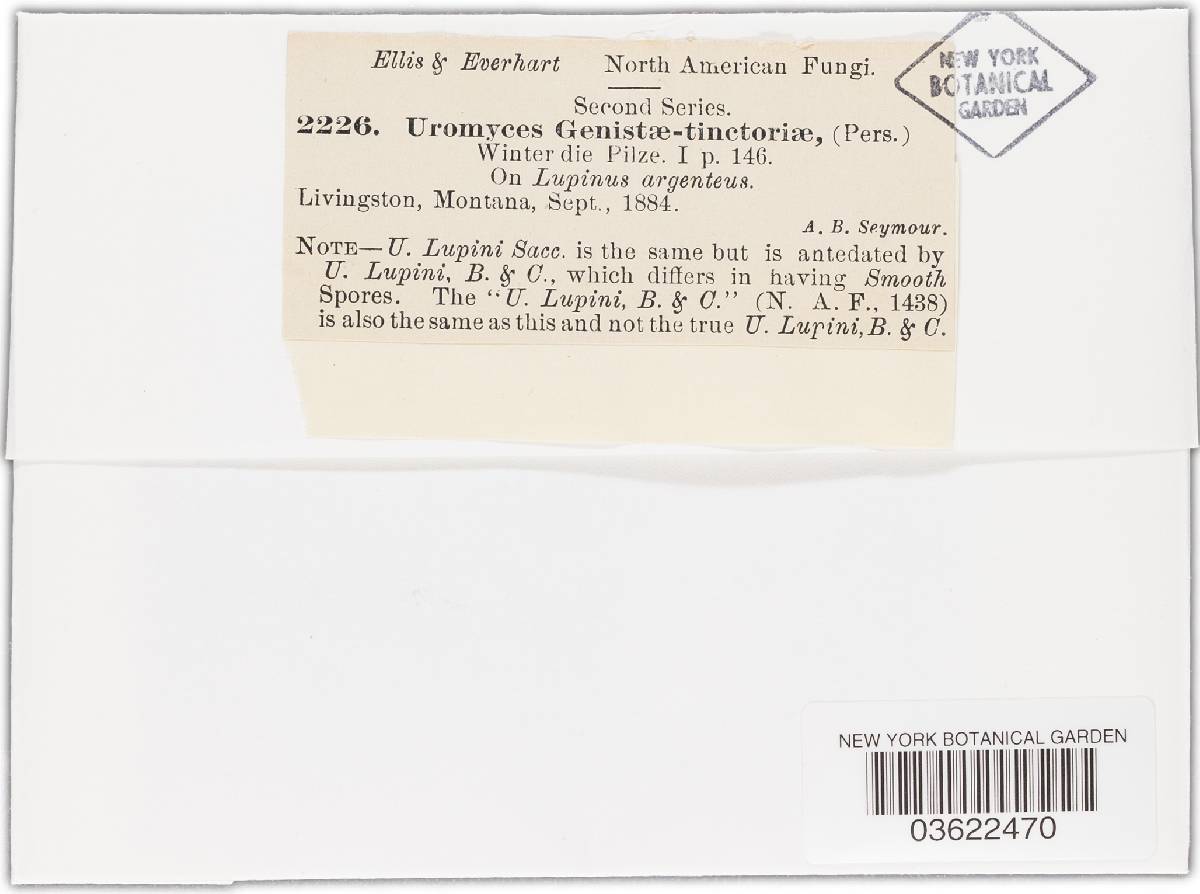 Ellis & Everhart North American Fungi.
Second Series.
2226. Uromyces Genistæ-tinctoriæ, (Pers.)
Winter die Pilze. I p. 146.
On Lupinus argenteus.
Livingston, Montana, Sept., 1884.
A. B. Seymour.
NOTE—U. Lupini Sacc. is the same but is antedated by
U. Lupini, B. & C., which differs in having Smooth
Spores. The "U. Lupini, B. & C." (N. A. F., 1438)
is also the same as this and not the true U. Lupini, B. & C.
NEW YORK
BOTANICAL
GARDEN
NEW YORK BOTANICAL GARDEN
03622470